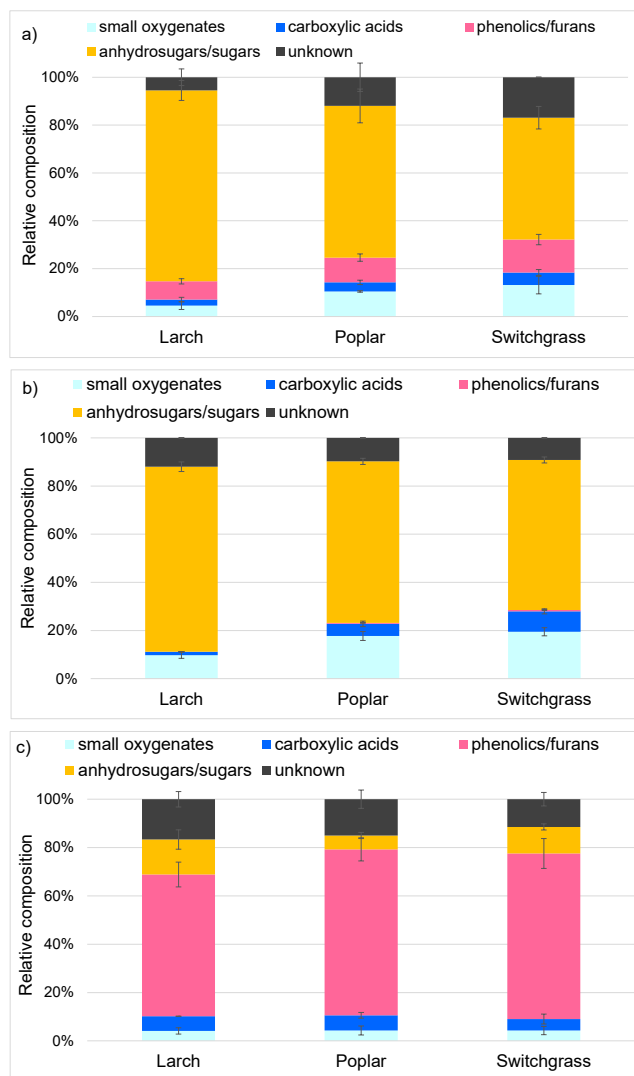 a)
small oxygenates carboxylic acids phenolics/furans
anhydrosugars/sugars unknown
Relative composition
100%
80%
60%
40%
20%
0%
Larch Poplar Switchgrass
b)
small oxygenates carboxylic acids phenolics/furans
anhydrosugars/sugars unknown
Relative composition
100%
80%
60%
40%
20%
0%
Larch Poplar Switchgrass
c)
small oxygenates carboxylic acids phenolics/furans
anhydrosugars/sugars unknown
Relative composition
100%
80%
60%
40%
20%
0%
Larch Poplar Switchgrass